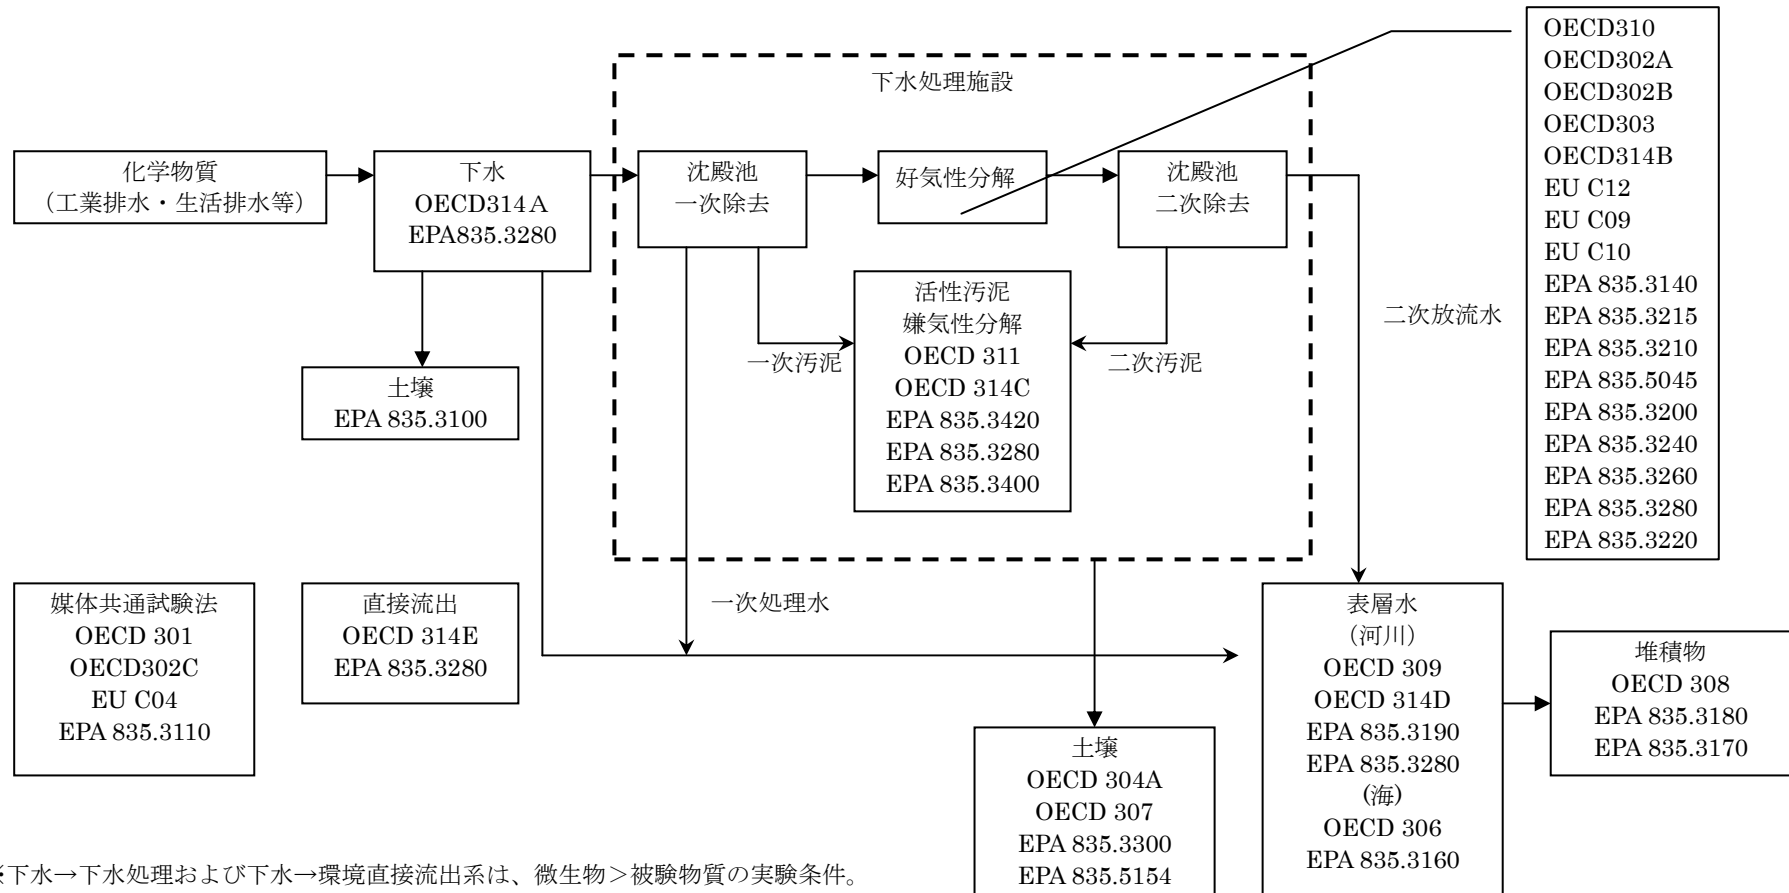 下水処理施設
化学物質
（工業排水・生活排水等）
下水
OECD314A
EPA835.3280
沈殿池
一次除去
好気性分解
沈殿池
二次除去
OECD310
OECD302A
OECD302B
OECD303
OECD314B
EU C12
EU C09
EU C10
EPA 835.3140
EPA 835.3215
EPA 835.3210
EPA 835.5045
EPA 835.3200
EPA 835.3240
EPA 835.3260
EPA 835.3280
EPA 835.3220
活性汚泥
嫌気性分解
OECD 311
OECD 314C
EPA 835.3420
EPA 835.3280
EPA 835.3400
一次汚泥
二次汚泥
二次放流水
土壌
EPA 835.3100
媒体共通試験法
OECD 301
OECD302C
EU C04
EPA 835.3110
直接流出
OECD 314E
EPA 835.3280
一次処理水
土壌
OECD 304A
OECD 307
EPA 835.3300
EPA 835.5154
表層水
（河川）
OECD 309
OECD 314D
EPA 835.3190
EPA 835.3280
(海)
OECD 306
EPA 835.3160
堆積物
OECD 308
EPA 835.3180
EPA 835.3170
※下水→下水処理および下水→環境直接流出系は、微生物＞被験物質の実験条件。